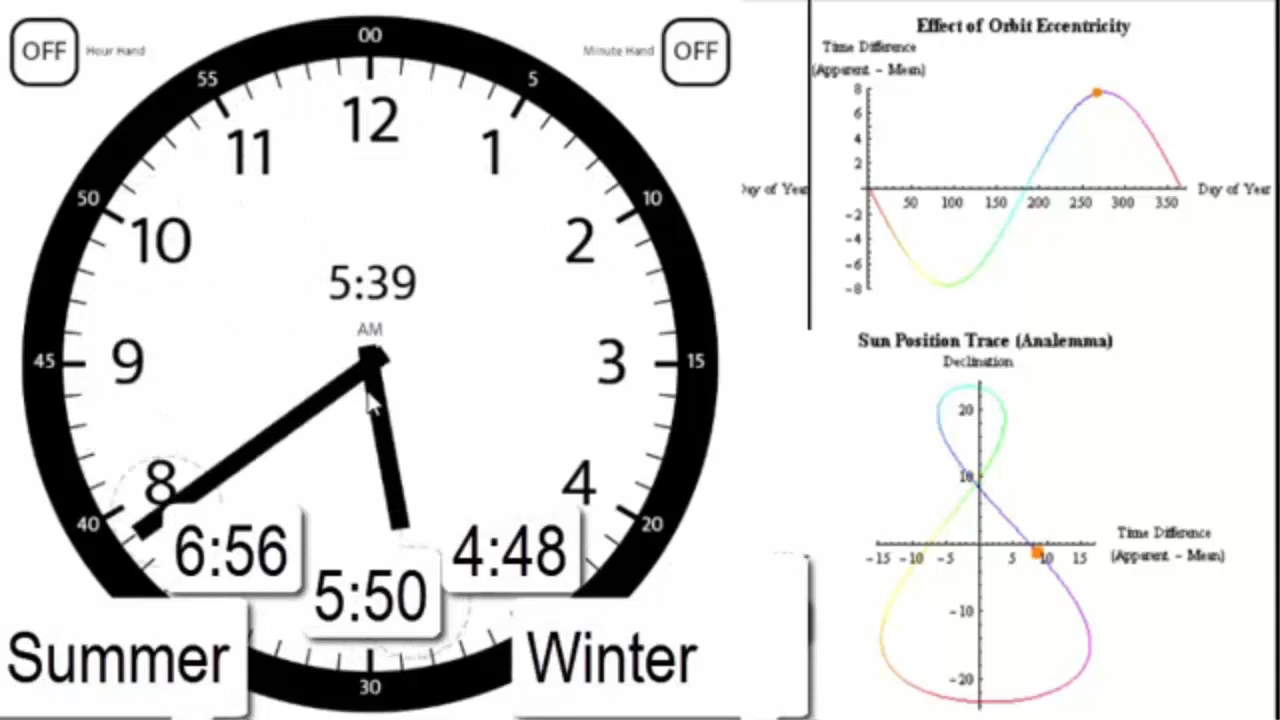 OFF Hour Hand
Minute Hand OFF
00
5
10
15
20
30
40
45
50
55
12
1
2
3
4
8
9
10
11
5:39
AM
6:56
5:50
4:48
Summer
Winter
Effect of Orbit Eccentricity
Time Difference
(Apparent - Mean)
8
6
4
2
-2
-4
-6
-8
50 100 150 200 250 300 350
Day of Year
Day of Year
Sun Position Trace (Analemma)
Declination
20
10
-10
-20
-15 -10 -5 5 10 15
Time Difference
(Apparent - Mean)